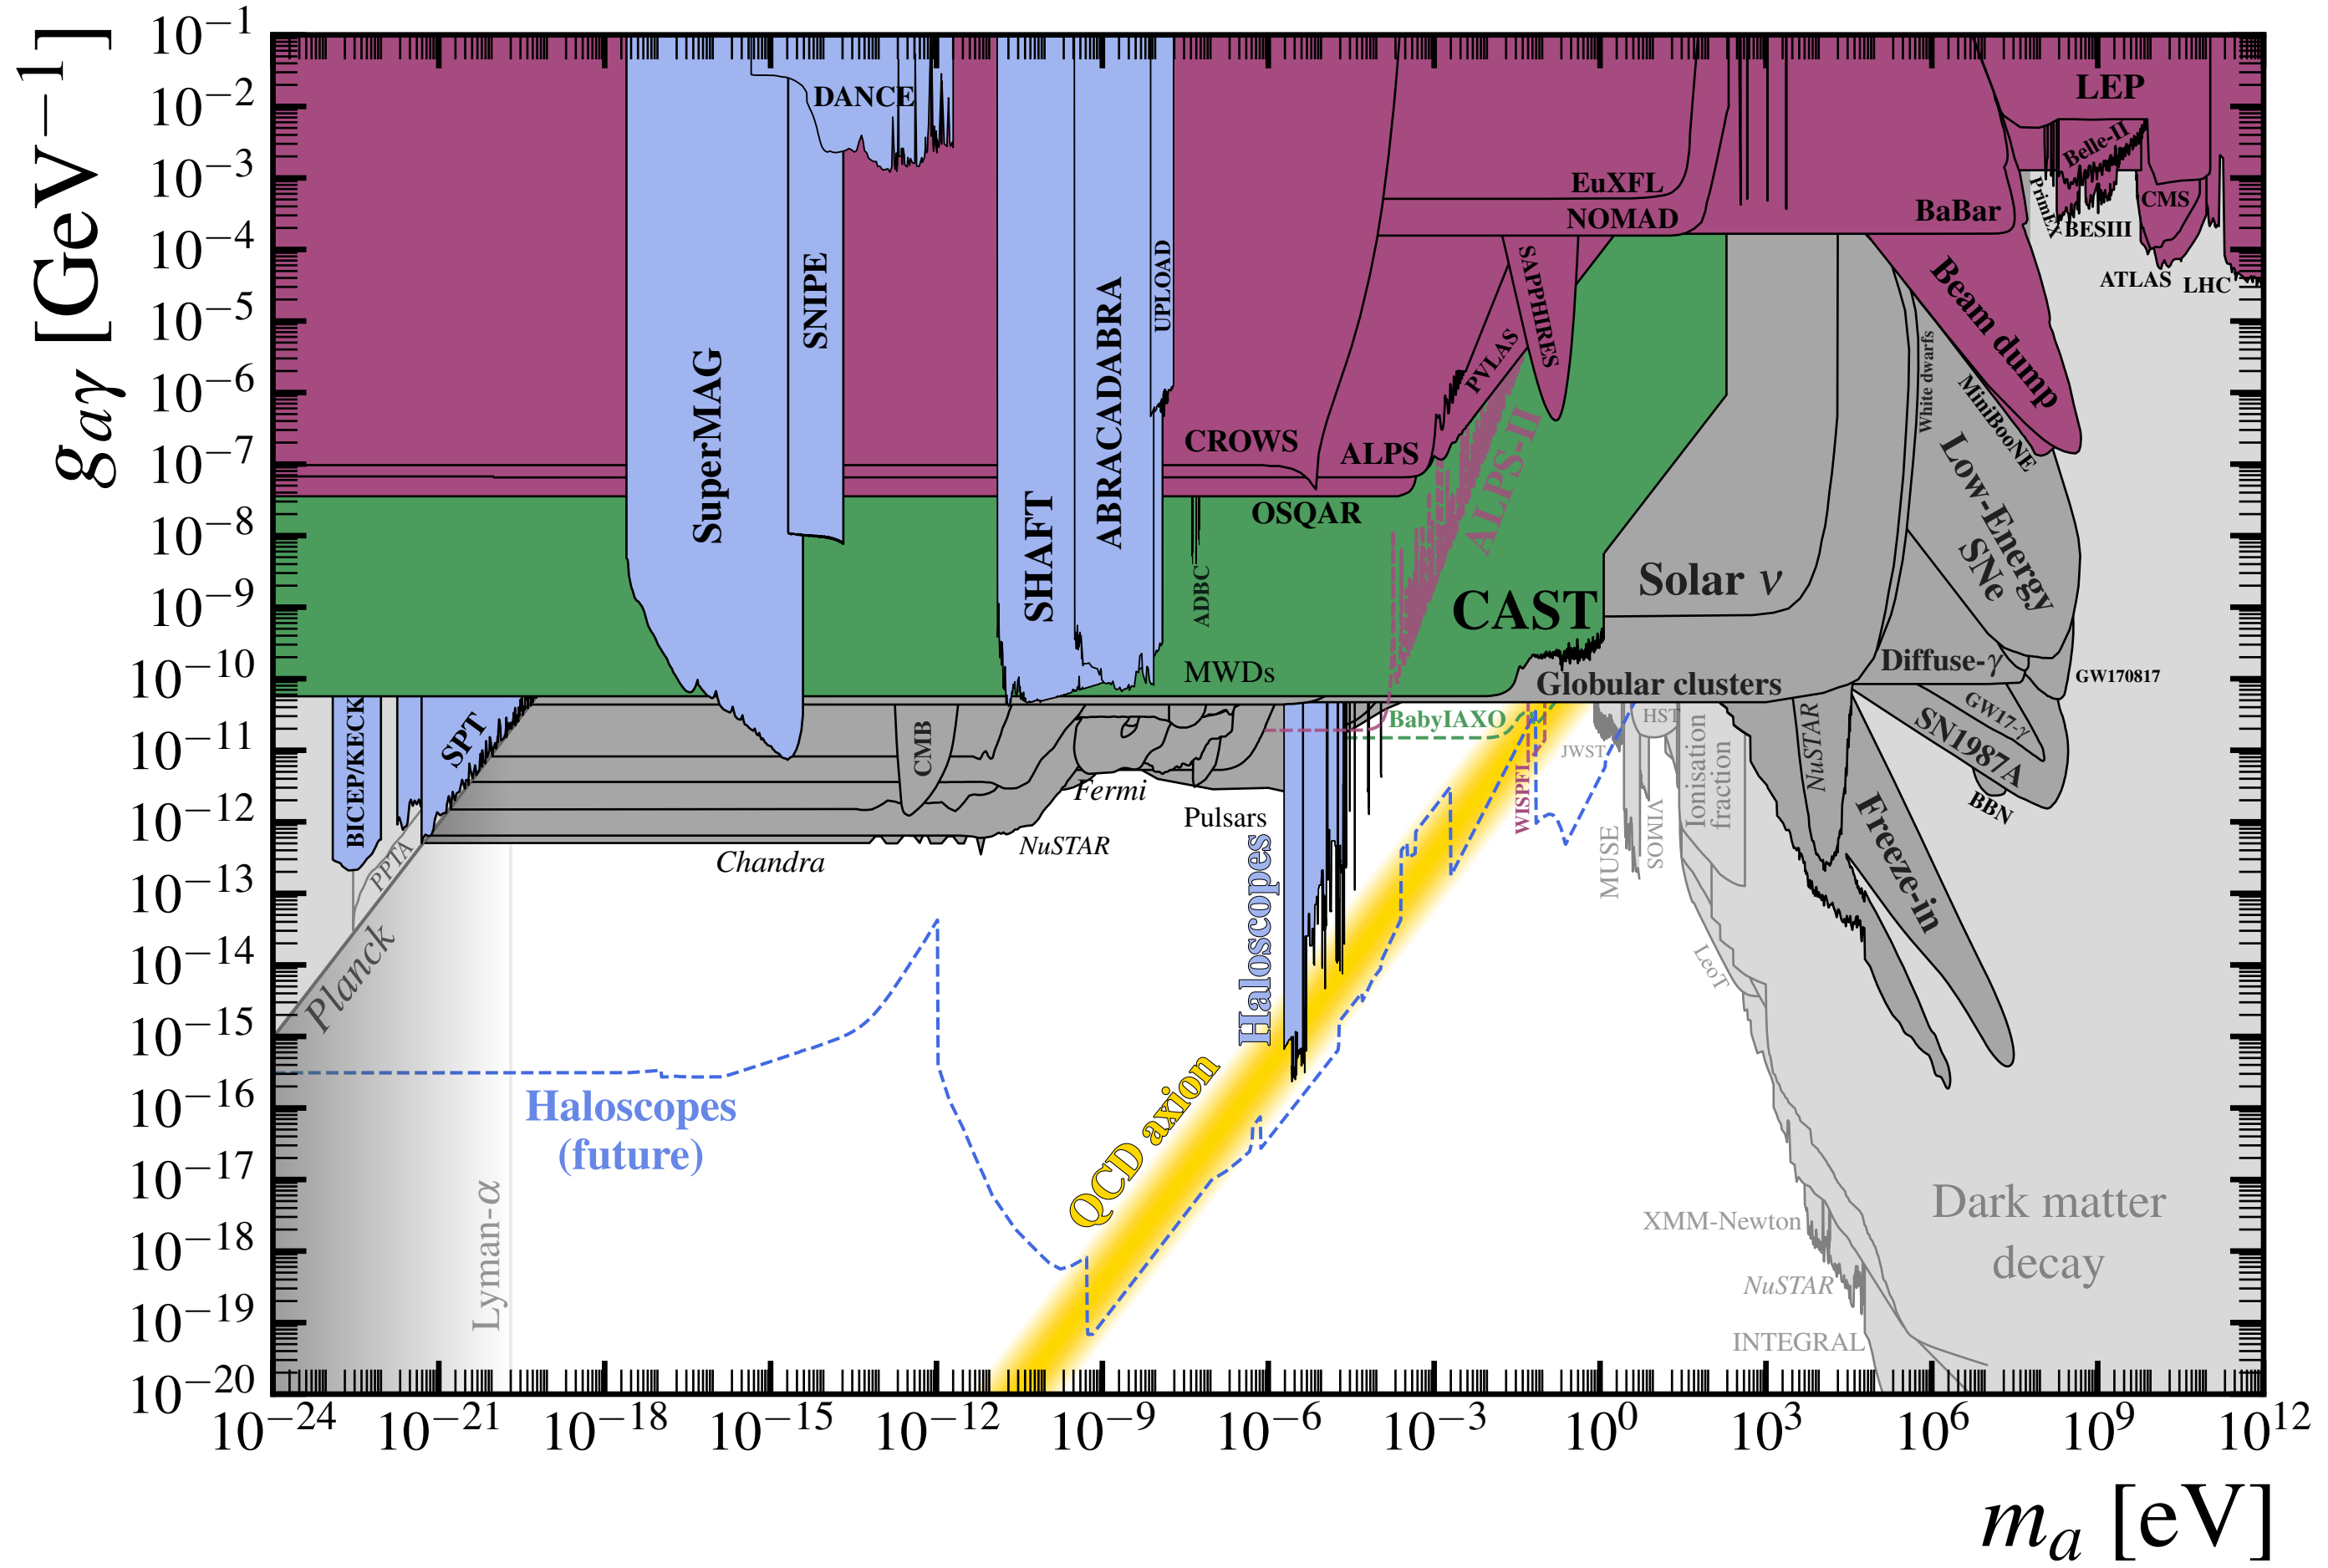 g_{aγ} [GeV^{−1}]
10^{−1}
10^{−2}
10^{−3}
10^{−4}
10^{−5}
10^{−6}
10^{−7}
10^{−8}
10^{−9}
10^{−10}
10^{−11}
10^{−12}
10^{−13}
10^{−14}
10^{−15}
10^{−16}
10^{−17}
10^{−18}
10^{−19}
10^{−20}
DANCE
LEP
Belle-II
EuXFL
NOMAD
BaBar
PrimEX
BESIII
CMS
ATLAS
LHC
SuperMAG
SNIPE
SHAFT
ABRACADABRA
UPLOAD
CROWS
ALPS
PVLAS
SAPPHIRES
ALPS-II
OSQAR
ADBC
CAST
MWDs
Solar ν
White dwarfs
Beam dump
MiniBooNE
Low-Energy
SNe
Globular clusters
Diffuse-γ
GW170817
GW17-γ
SN1987A
BBN
BICEP/KECK
SPT
PPTA
Planck
CMB
Fermi
Pulsars
NuSTAR
Chandra
BabyIAXO
WISPFI
JWST
HST
MUSE
VIMOS
Ionisation
fraction
NuSTAR
Freeze-in
LeoT
Haloscopes
QCD axion
Haloscopes
(future)
Lyman-α
XMM-Newton
NuSTAR
INTEGRAL
Dark matter
decay
10^{−24}
10^{−21}
10^{−18}
10^{−15}
10^{−12}
10^{−9}
10^{−6}
10^{−3}
10^{0}
10^{3}
10^{6}
10^{9}
10^{12}
m_a [eV]